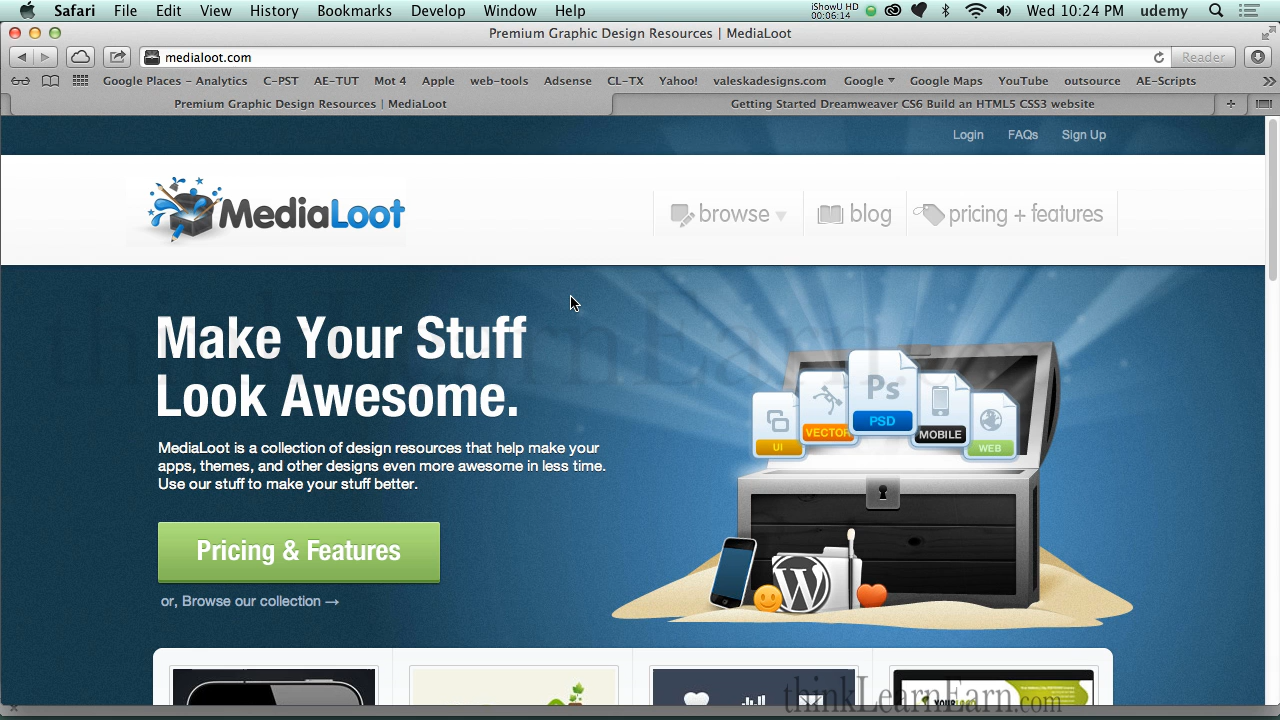 Safari File Edit View History Bookmarks Develop Window Help iShowU HD 00:06:14 Wed 10:24 PM udemy
Premium Graphic Design Resources | MediaLoot
medialoot.com Reader
Google Places - Analytics C-PST AE-TUT Mot 4 Apple web-tools Adsense CL-TX Yahoo! valeskadesigns.com Google Google Maps YouTube outsource AE-Scripts
Premium Graphic Design Resources | MediaLoot Getting Started Dreamweaver CS6 Build an HTML5 CSS3 website
Login FAQs Sign Up
MediaLoot browse blog pricing + features
thinkLearnEarn
Make Your Stuff
Look Awesome.
Ps
PSD
VECTOR
MOBILE
UI
WEB
MediaLoot is a collection of design resources that help make your
apps, themes, and other designs even more awesome in less time.
Use our stuff to make your stuff better.
Pricing & Features
or, Browse our collection →
W
thinkLearnEarn.com